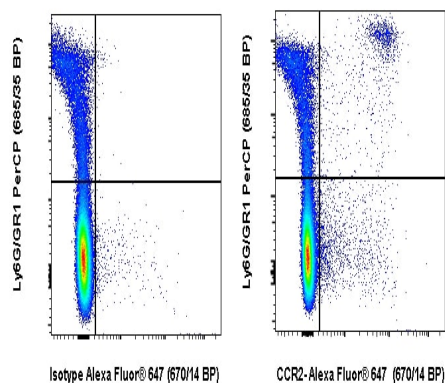 Ly6G/GR1 PerCP (685/35 BP)
Isotype Alexa Fluor® 647 (670/14 BP)
Ly6G/GR1 PerCP (685/35 BP)
CCR2- Alexa Fluor® 647 (670/14 BP)